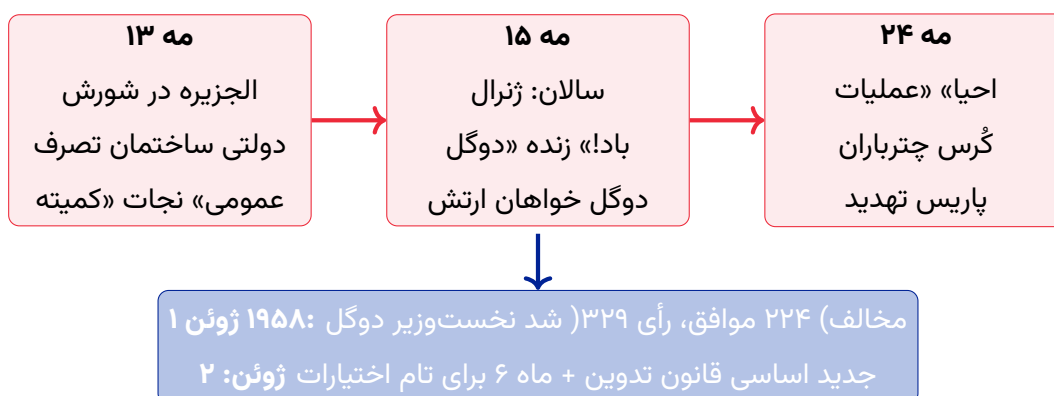 مه ۱۳
الجزیره در شورش
دولتی ساختمان تصرف
عمومی» نجات «کمیته
مه ۱۵
سالان: ژنرال
باد!» زنده «دوگل
دوگل خواهان ارتش
مه ۲۴
احیا» «عملیات
کُرس چترباران
پاریس تهدید
مخالف) ۲۲۴ موافق، رأی ۳۲۹( شد نخست‌وزیر دوگل :۱۹۵۸ ژوئن ۱
جدید اساسی قانون تدوین + ماه ۶ برای تام اختیارات ژوئن: ۲